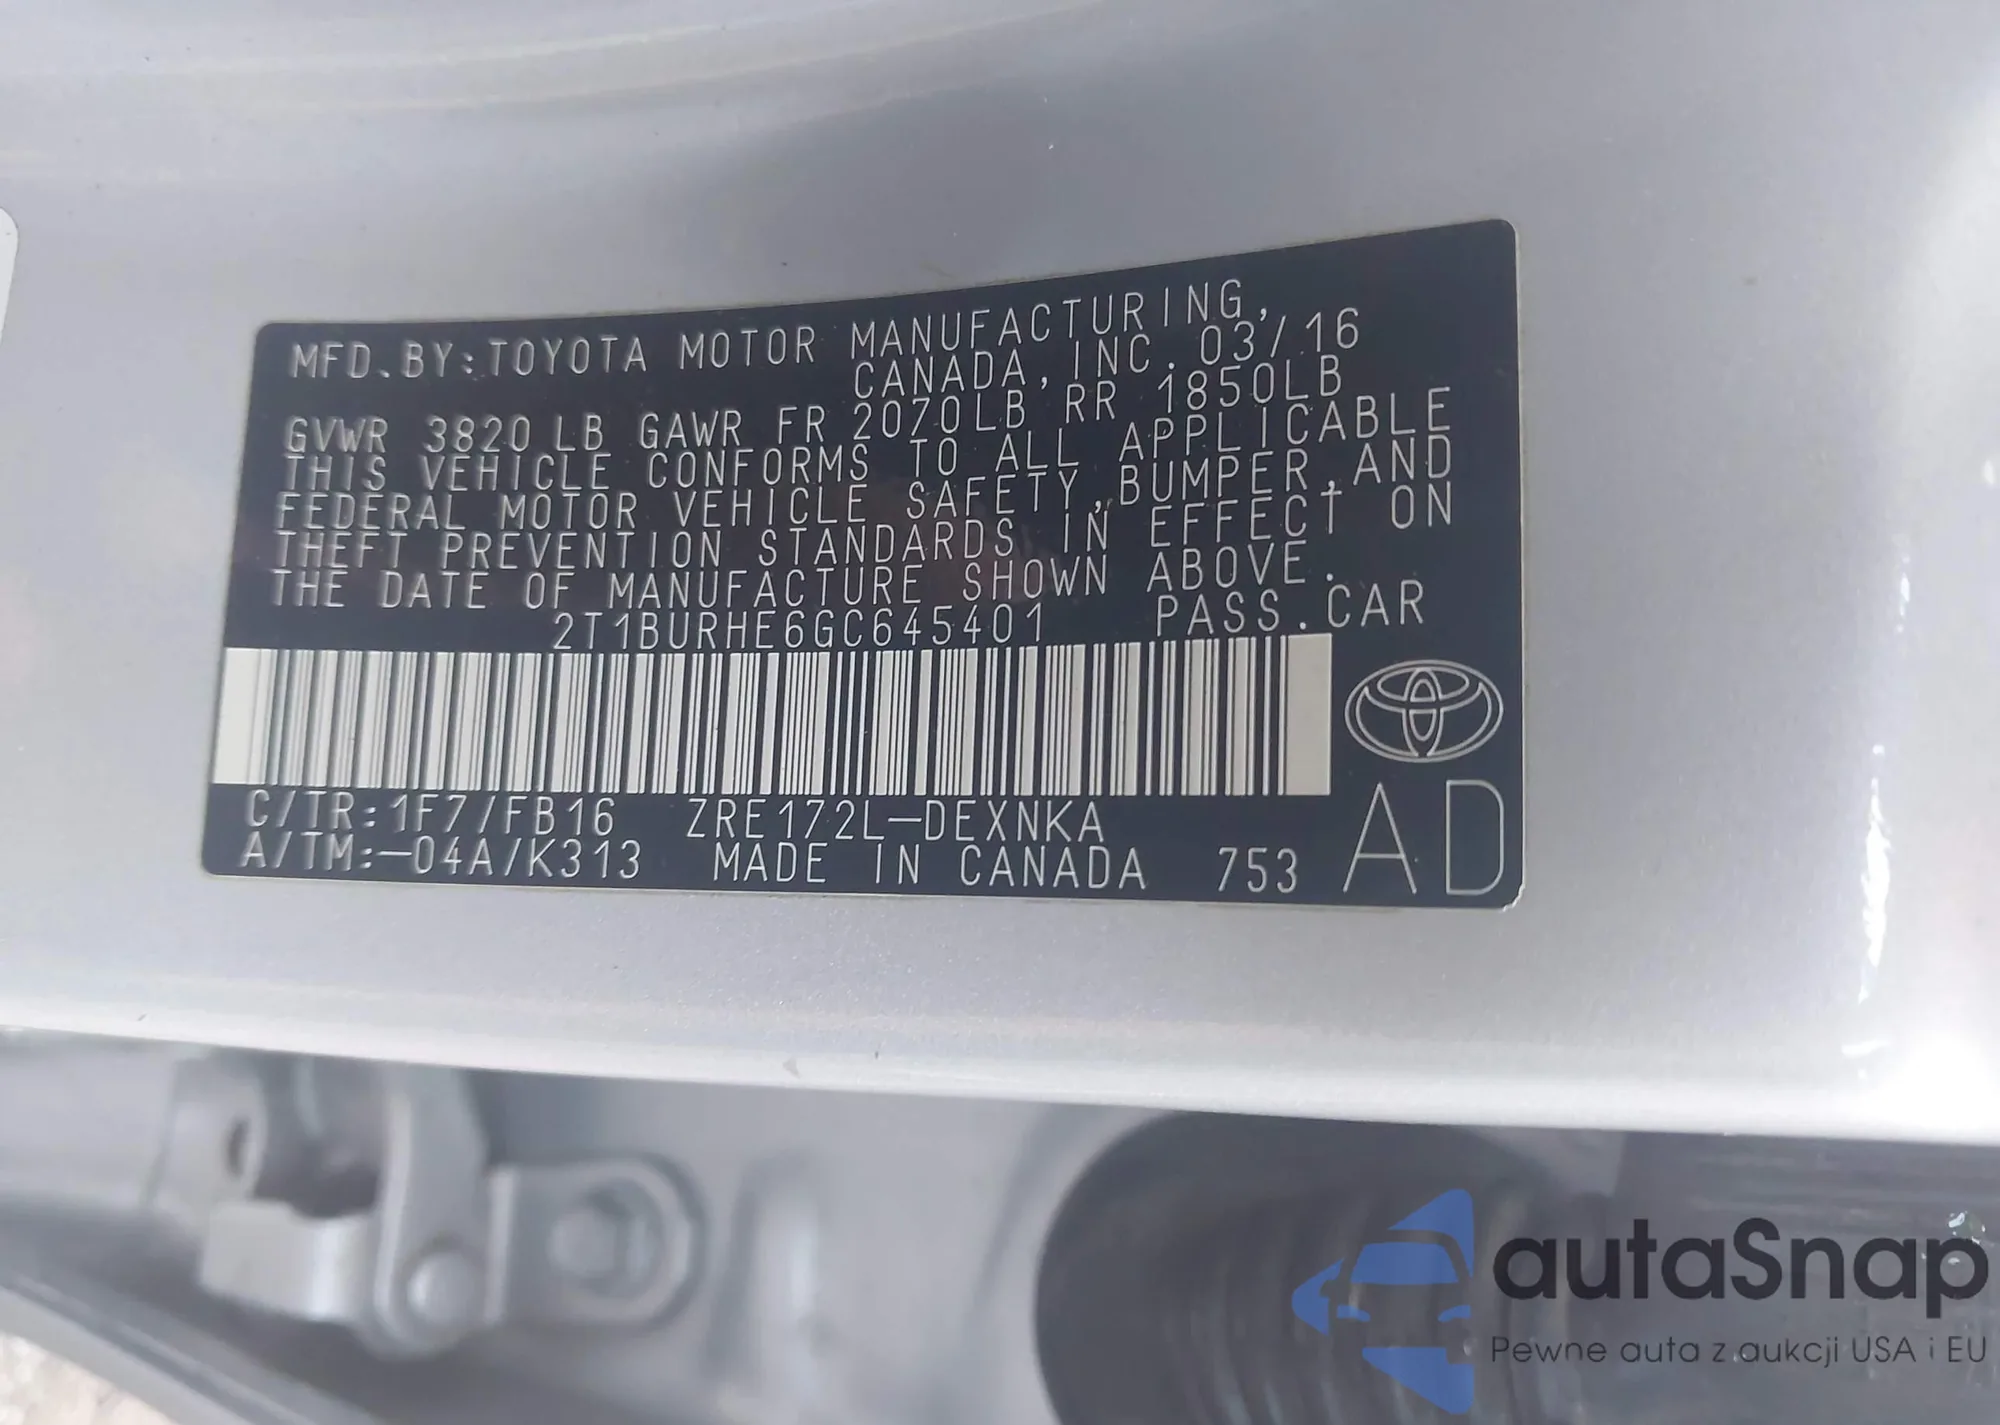 MFD.BY:TOYOTA MOTOR MANUFACTURING,
CANADA, INC. 03/16
GVWR 3820 LB GAWR FR 2070LB RR 1850LB
THIS VEHICLE CONFORMS TO ALL APPLICABLE
FEDERAL MOTOR VEHICLE SAFETY, BUMPER, AND
THEFT PREVENTION STANDARDS IN EFFECT ON
THE DATE OF MANUFACTURE SHOWN ABOVE.
2T1BURHE6GC645401 PASS.CAR
C/TR:1F7/FB16 ZRE172L-DEXNKA
A/TM:-04A/K313 MADE IN CANADA 753
AD
autaSnap
Pewne auta z aukcji USA i EU